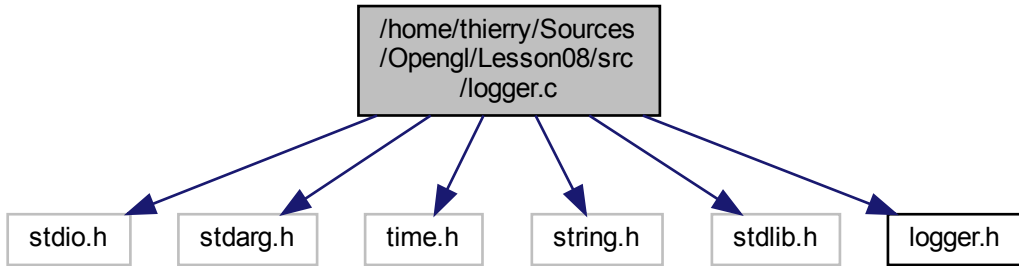 /home/thierry/Sources
/Opengl/Lesson08/src
/logger.c
stdio.h
stdarg.h
time.h
string.h
stdlib.h
logger.h